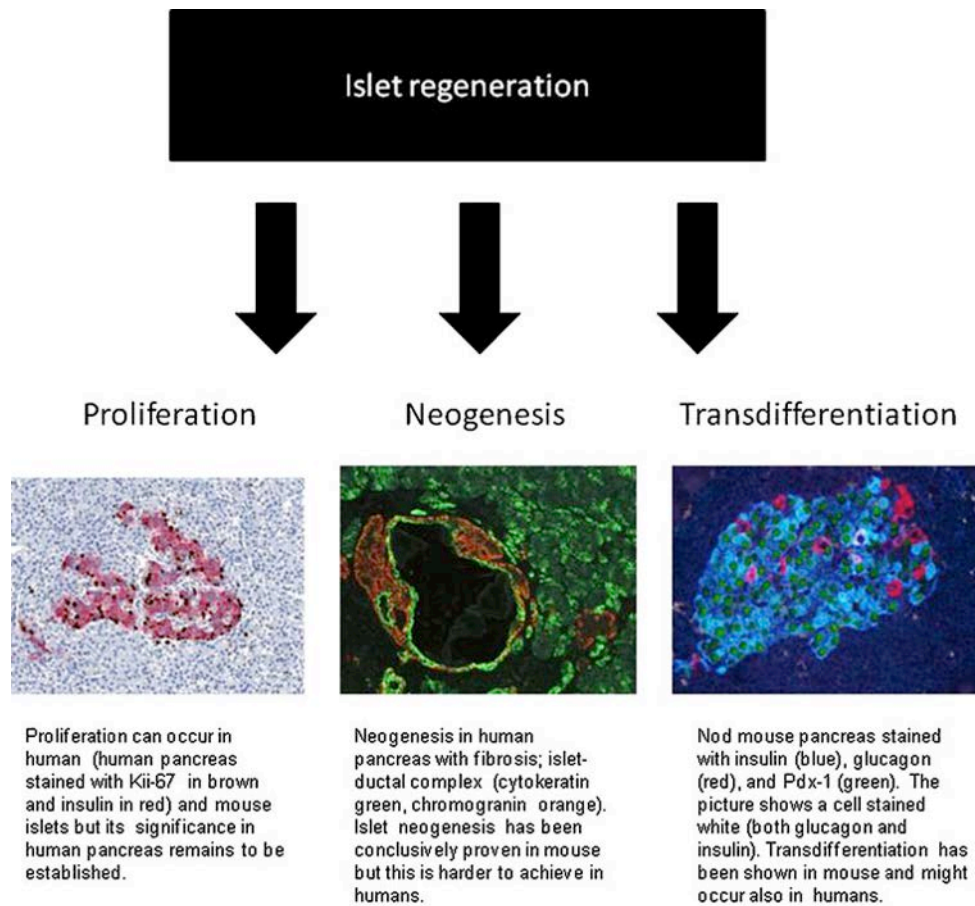 Islet regeneration
Proliferation
Neogenesis
Transdifferentiation
Proliferation can occur in
human (human pancreas
stained with Kii-67 in brown
and insulin in red) and mouse
islets but its significance in
human pancreas remains to be
established.
Neogenesis in human
pancreas with fibrosis; islet-
ductal complex (cytokeratin
green, chromogranin orange).
Islet neogenesis has been
conclusively proven in mouse
but this is harder to achieve in
humans.
Nod mouse pancreas stained
with insulin (blue), glucagon
(red), and Pdx-1 (green). The
picture shows a cell stained
white (both glucagon and
insulin). Transdifferentiation has
been shown in mouse and might
occur also in humans.